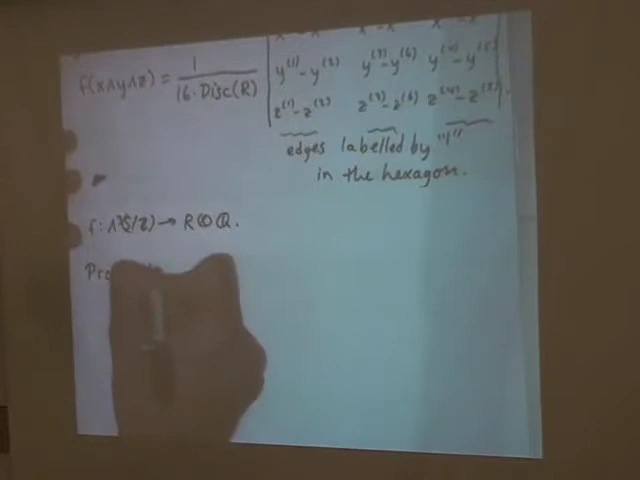 f(x∧y∧z) = 1 / 16·Disc(R) | y⁽¹⁾-y⁽²⁾ y⁽³⁾-y⁽⁶⁾ y⁽⁴⁾-y⁽⁵⁾ |
z⁽¹⁾-z⁽²⁾ z⁽³⁾-z⁽⁶⁾ z⁽⁴⁾-z⁽⁵⁾ .
edges labelled by "1"
in the hexagon.
f: Λ³(S/Z) → R⊗Q.